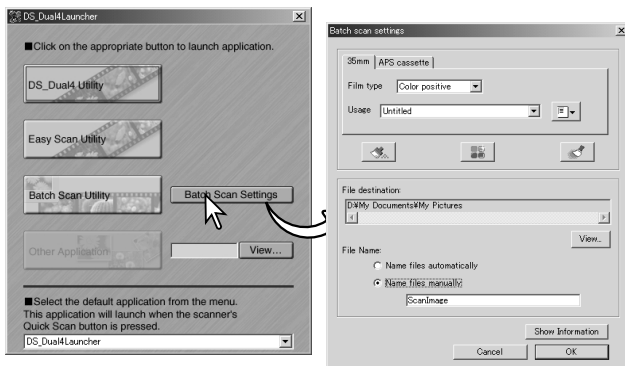 DS_Dual4Launcher
■Click on the appropriate button to launch application.
DS_Dual4 Utility
Easy Scan Utility
Batch Scan Utility
Batch Scan Settings
Other Application
View...
■Select the default application from the menu.
This application will launch when the scanner's
Quick Scan button is pressed.
DS_Dual4Launcher
Batch scan settings
35mm
APS cassette
Film type
Color positive
Usage
Untitled
File destination:
D:¥My Documents¥My Pictures
View...
File Name:
Name files automatically
Name files manually
ScanImage
Show Information
Cancel
OK